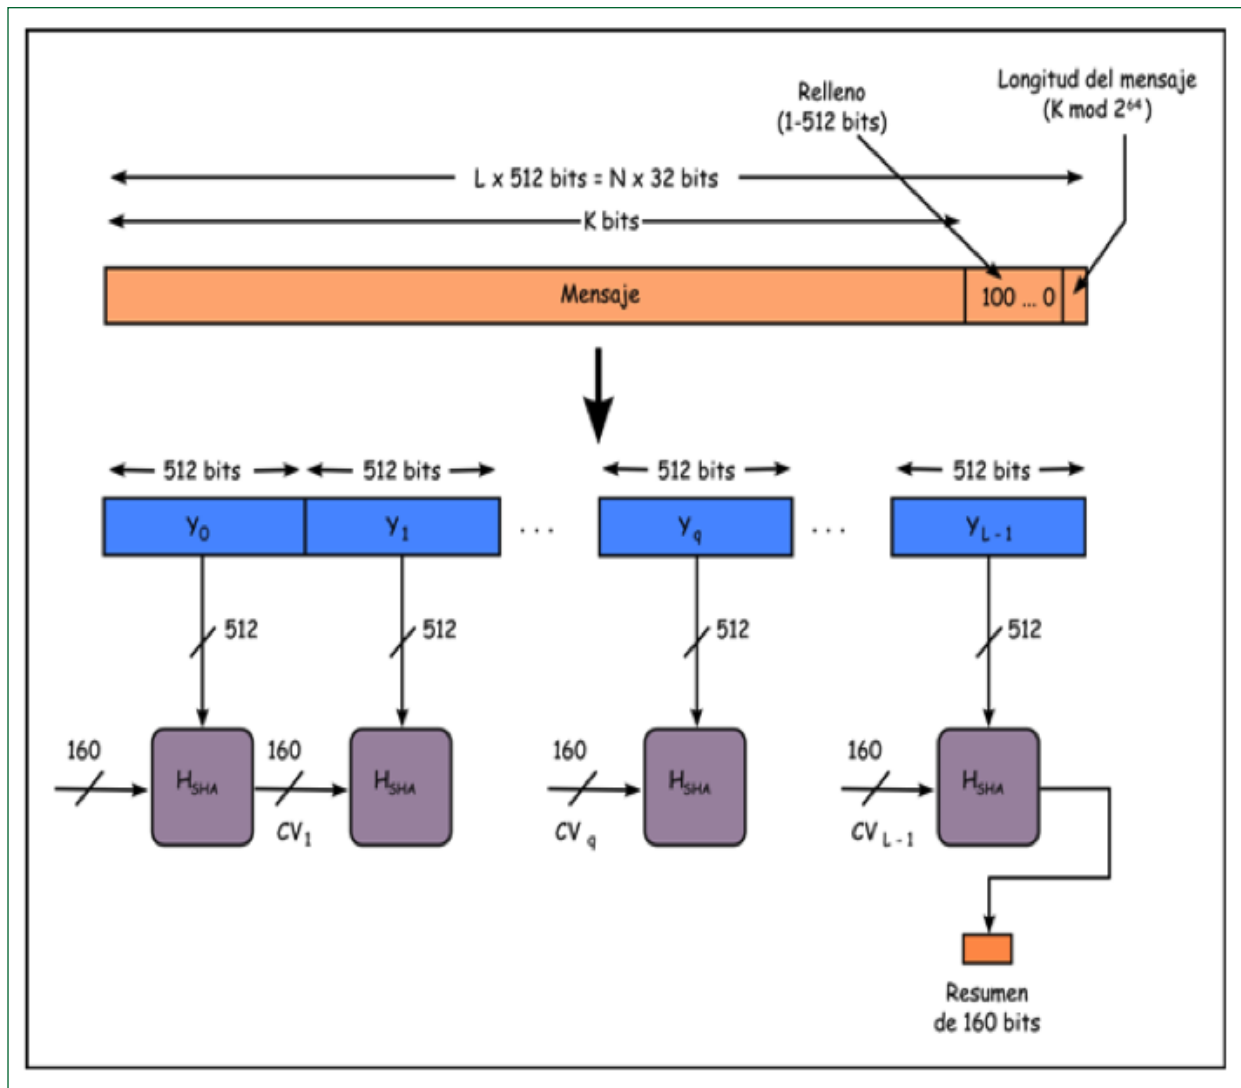 Relleno
(1-512 bits)
Longitud del mensaje
(K mod 2⁶⁴)
L x 512 bits = N x 32 bits
K bits
Mensaje
100 ... 0
512 bits
512 bits
512 bits
512 bits
Y₀
Y₁
. . .
Y_q
. . .
Y_{L-1}
512
512
512
512
160
160
160
160
H_SHA
H_SHA
H_SHA
H_SHA
CV₁
CV_q
CV_{L-1}
Resumen
de 160 bits